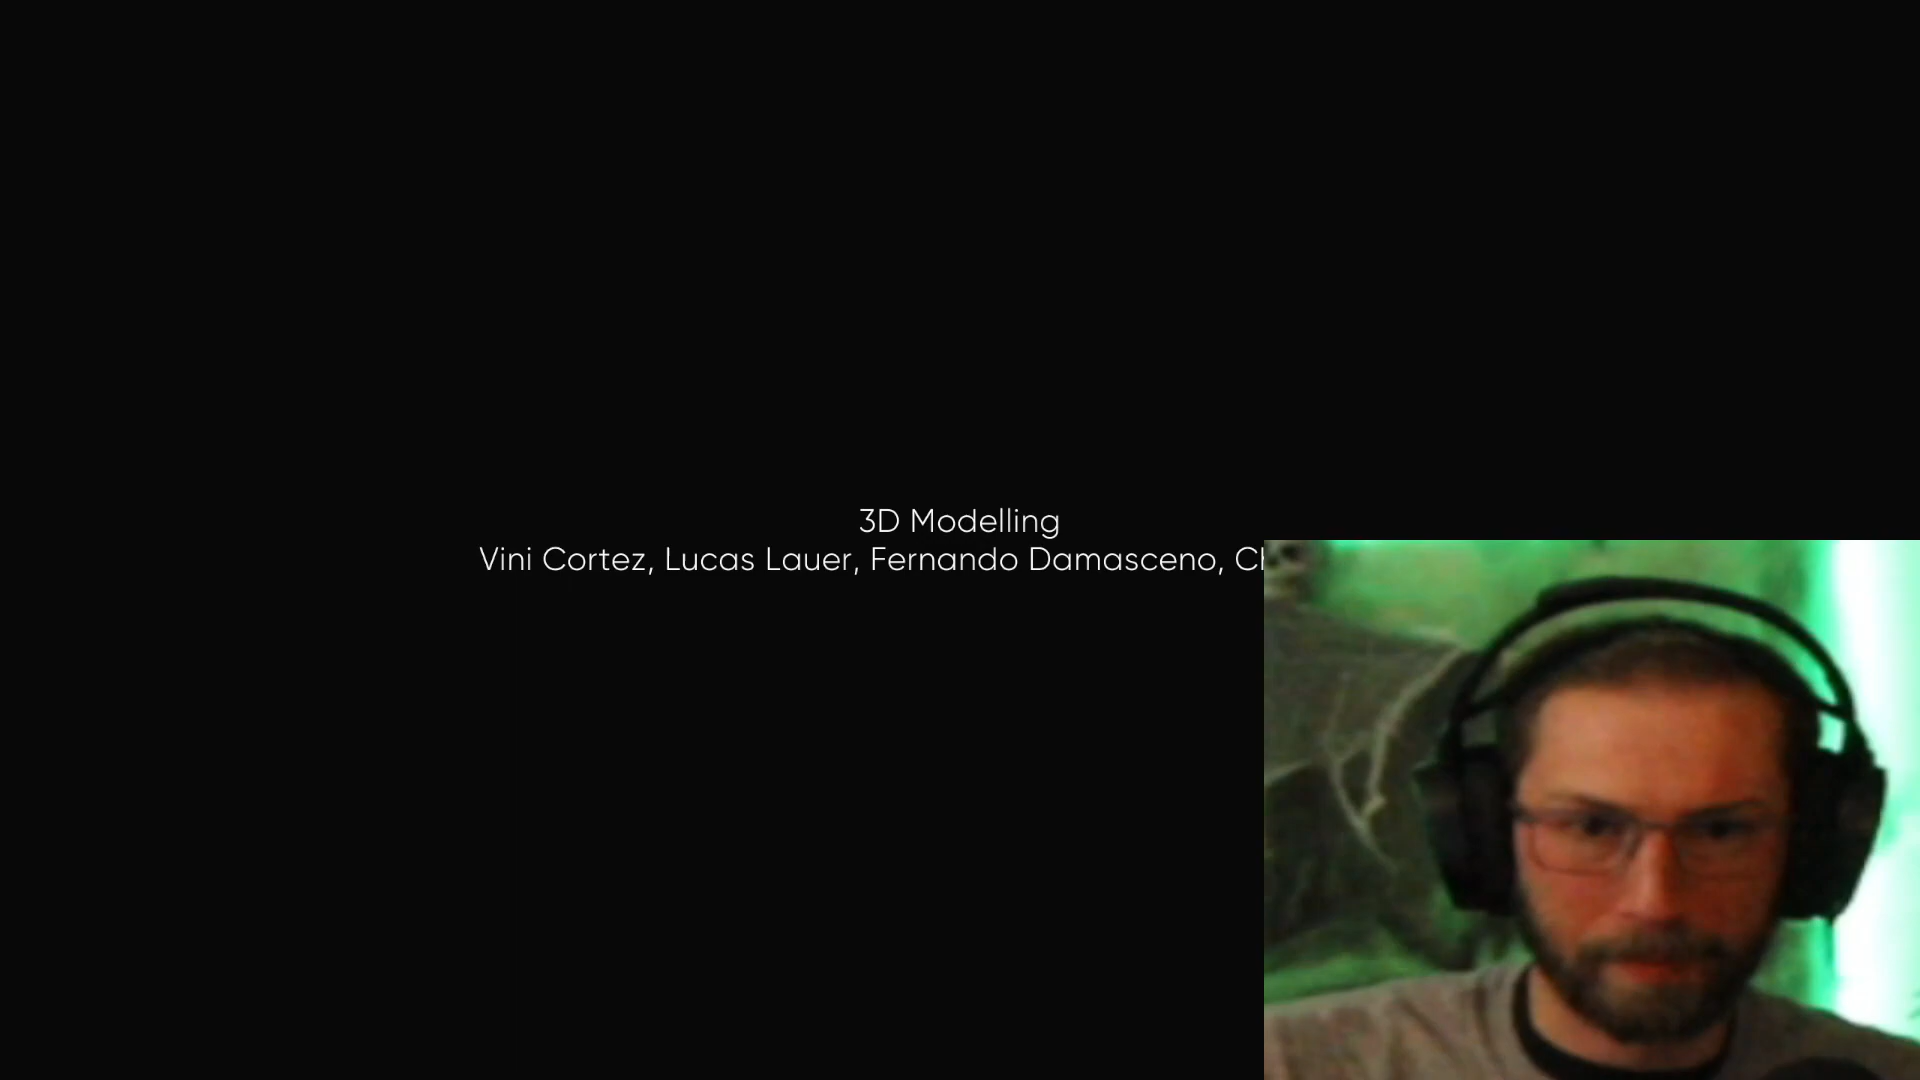 3D Modelling
Vini Cortez, Lucas Lauer, Fernando Damasceno,